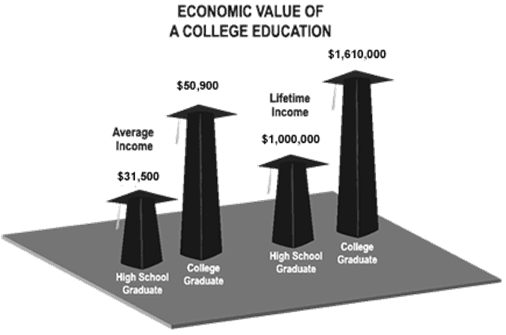 ECONOMIC VALUE OF
A COLLEGE EDUCATION
Average
Income
$31,500
High School
Graduate
$50,900
College
Graduate
Lifetime
Income
$1,000,000
High School
Graduate
$1,610,000
College
Graduate